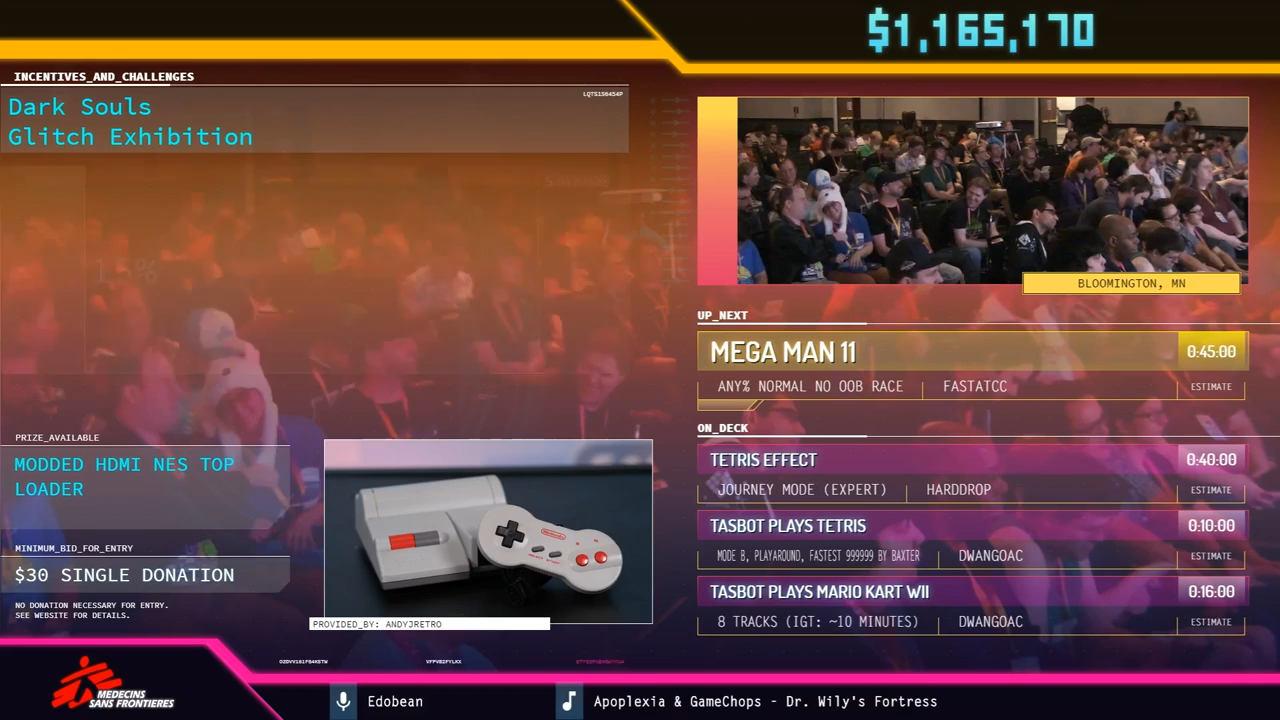 $1,165,170
INCENTIVES_AND_CHALLENGES
Dark Souls
Glitch Exhibition
BLOOMINGTON, MN
UP_NEXT
MEGA MAN 11
0:45:00
ANY% NORMAL NO OOB RACE
FASTATCC
ESTIMATE
ON_DECK
TETRIS EFFECT
0:40:00
JOURNEY MODE (EXPERT)
HARDDROP
ESTIMATE
TASBOT PLAYS TETRIS
0:10:00
MODE B, PLAYAROUND, FASTEST 999999 BY BAXTER
DWANGOAC
ESTIMATE
TASBOT PLAYS MARIO KART WII
0:16:00
8 TRACKS (IGT: ~10 MINUTES)
DWANGOAC
ESTIMATE
PRIZE_AVAILABLE
MODDED HDMI NES TOP
LOADER
MINIMUM_BID_FOR_ENTRY
$30 SINGLE DONATION
NO DONATION NECESSARY FOR ENTRY.
SEE WEBSITE FOR DETAILS.
Nintendo
PROVIDED_BY: ANDYJRETRO
MEDECINS
SANS FRONTIERES
Edobean
Apoplexia & GameChops - Dr. Wily's Fortress